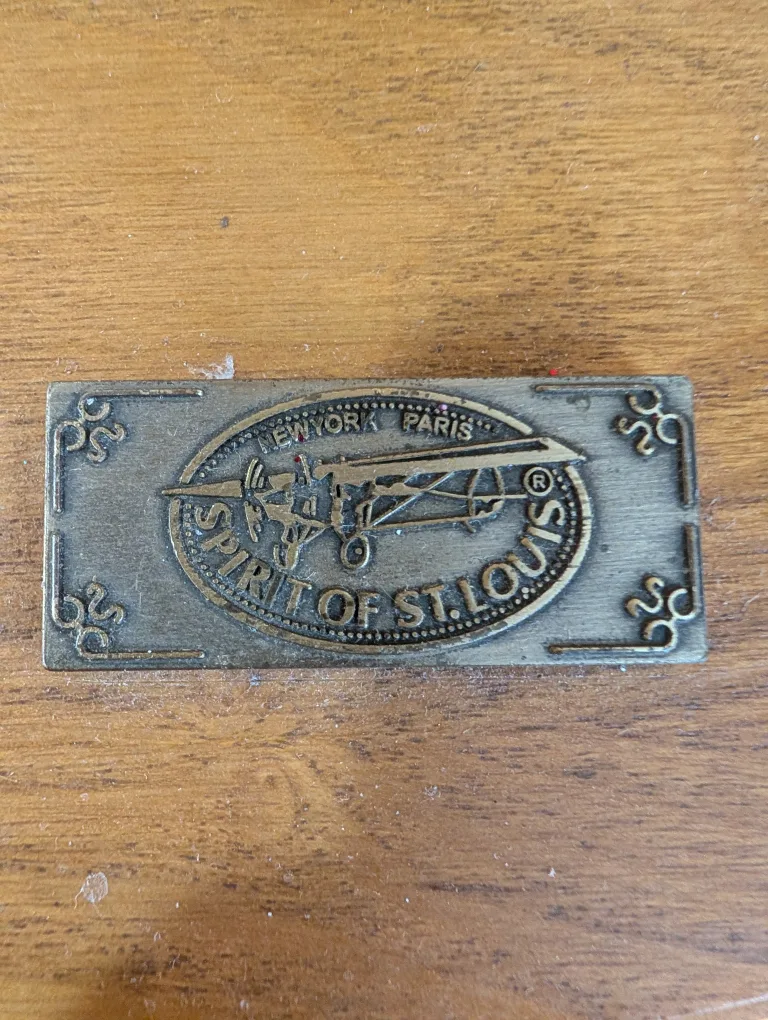 NEWYORK PARIS
®
SPIRIT OF ST. LOUIS